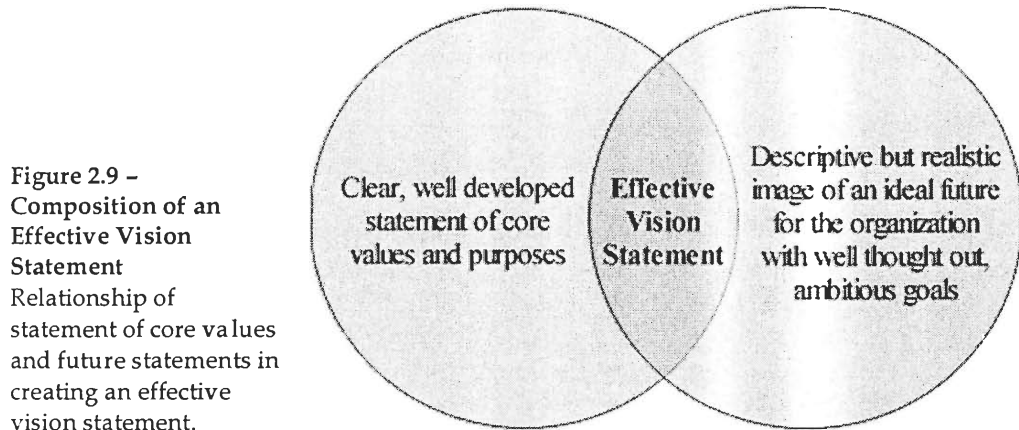 Figure 2.9 –
Composition of an
Effective Vision
Statement
Relationship of
statement of core values
and future statements in
creating an effective
vision statement.
Clear, well developed
statement of core
values and purposes
Effective
Vision
Statement
Descriptive but realistic
image of an ideal future
for the organization
with well thought out,
ambitious goals